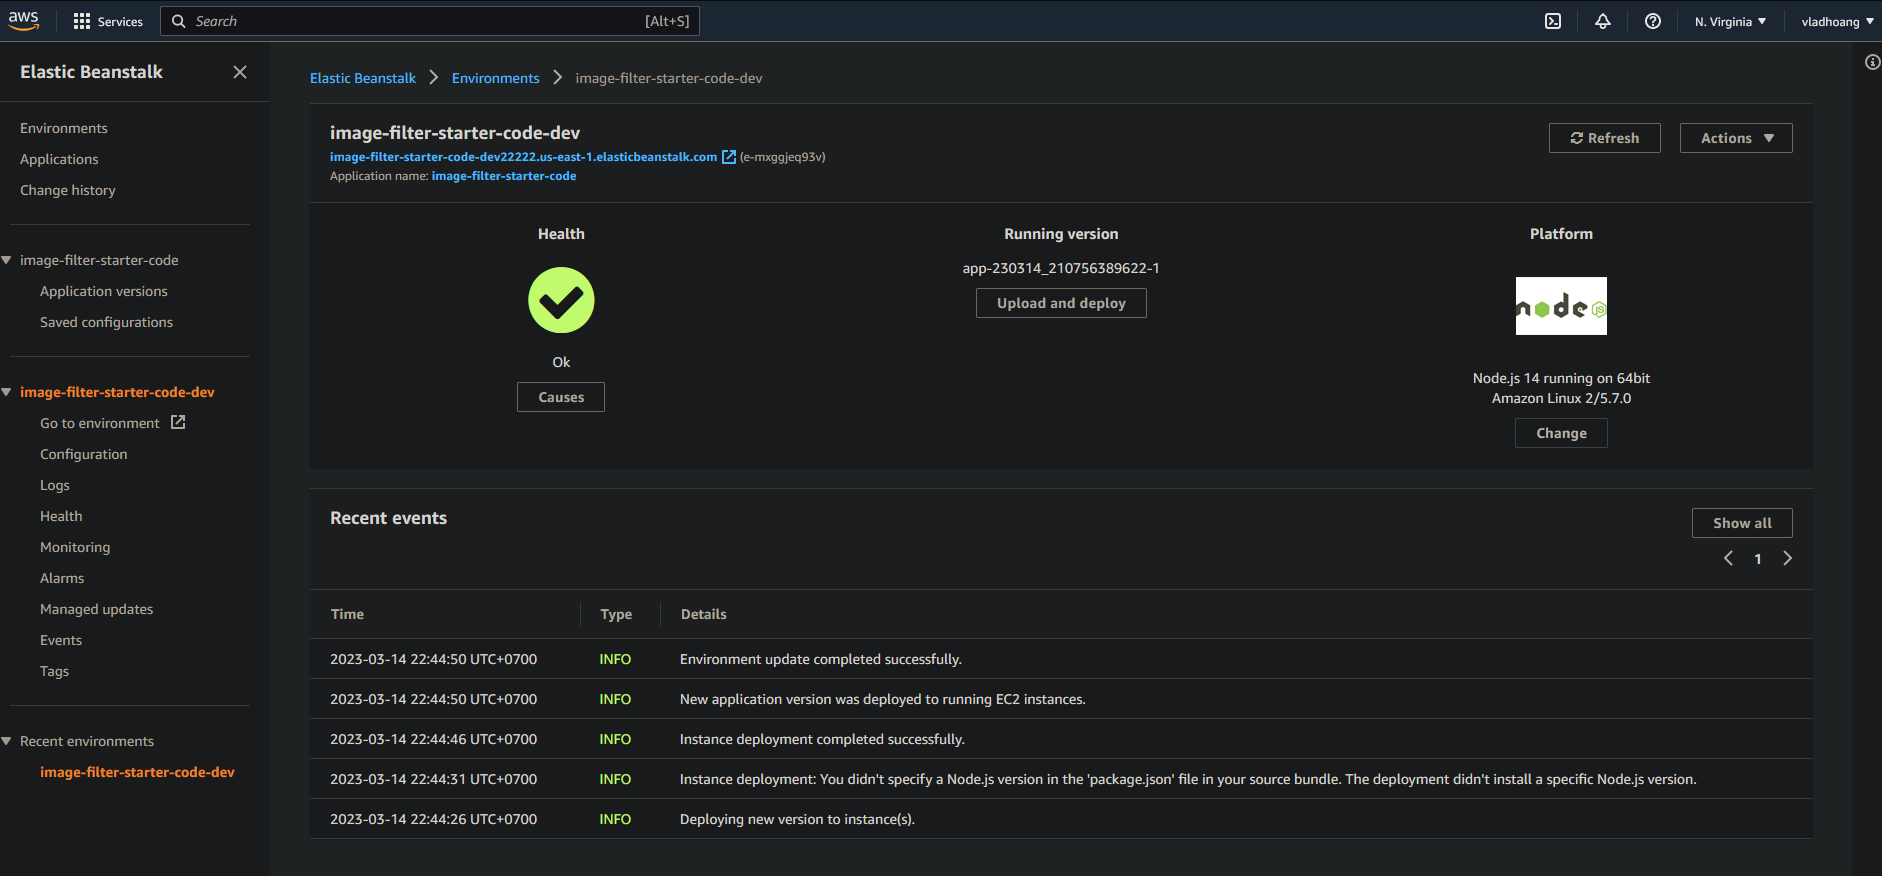 aws
Services
Search
[Alt+S]
N. Virginia
vladhoang
Elastic Beanstalk
Environments
Applications
Change history
image-filter-starter-code
Application versions
Saved configurations
image-filter-starter-code-dev
Go to environment
Configuration
Logs
Health
Monitoring
Alarms
Managed updates
Events
Tags
Recent environments
image-filter-starter-code-dev
Elastic Beanstalk > Environments > image-filter-starter-code-dev
image-filter-starter-code-dev
image-filter-starter-code-dev22222.us-east-1.elasticbeanstalk.com (e-mxggjeq93v)
Application name: image-filter-starter-code
Refresh
Actions
Health
Ok
Causes
Running version
app-230314_210756389622-1
Upload and deploy
Platform
node JS
Node.js 14 running on 64bit
Amazon Linux 2/5.7.0
Change
Recent events
Show all
1
Time Type Details
2023-03-14 22:44:50 UTC+0700 INFO Environment update completed successfully.
2023-03-14 22:44:50 UTC+0700 INFO New application version was deployed to running EC2 instances.
2023-03-14 22:44:46 UTC+0700 INFO Instance deployment completed successfully.
2023-03-14 22:44:31 UTC+0700 INFO Instance deployment: You didn't specify a Node.js version in the 'package.json' file in your source bundle. The deployment didn't install a specific Node.js version.
2023-03-14 22:44:26 UTC+0700 INFO Deploying new version to instance(s).